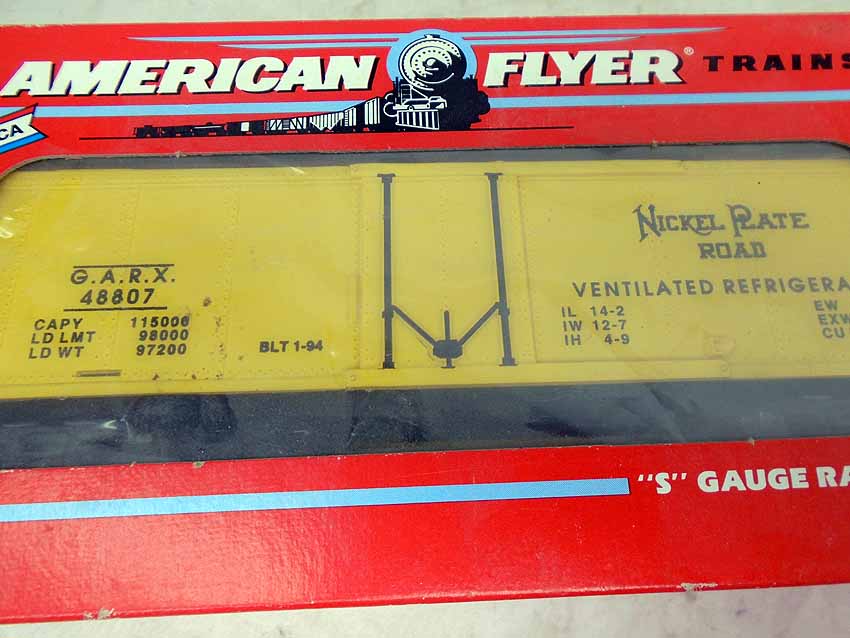 AMERICAN FLYER® TRAINS
CA
G.A.R.X.
48807
CAPY 115000
LD LMT 98000
LD WT 97200
BLT 1-94
NICKEL PLATE
ROAD
VENTILATED REFRIGERA
IL 14-2
IW 12-7
IH 4-9
EW
EXW
CU
"S" GAUGE RA